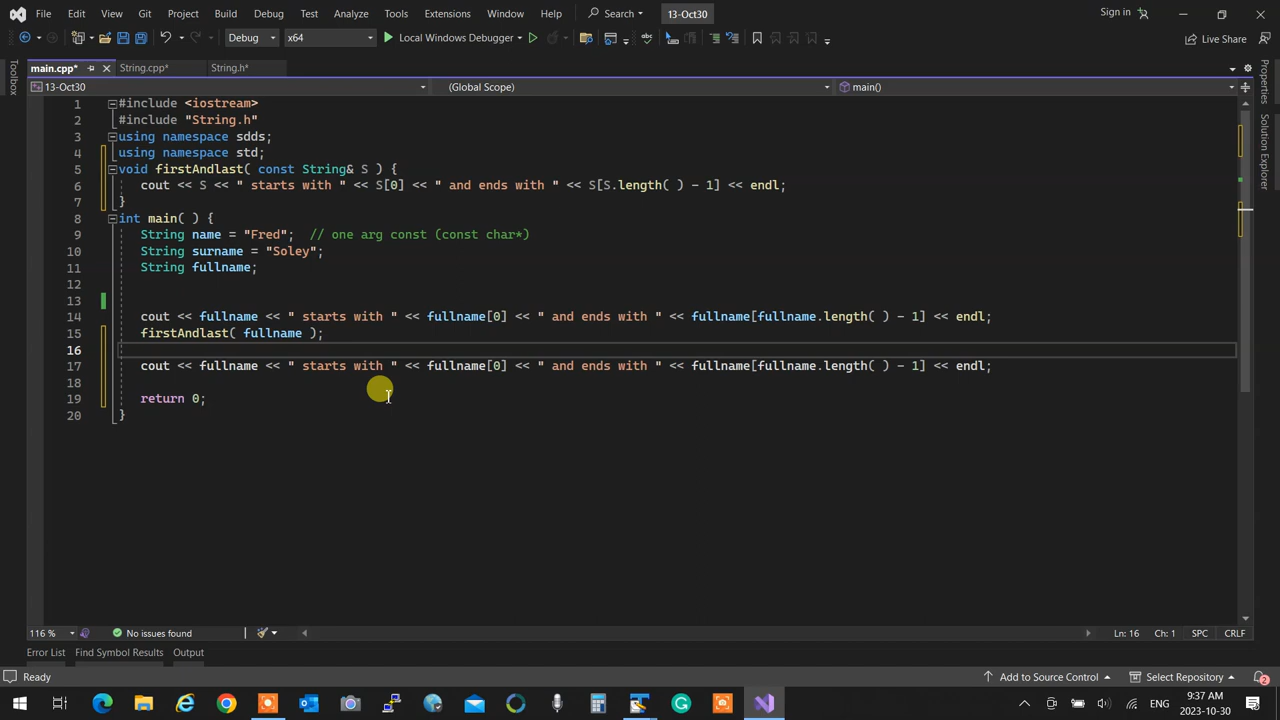 File Edit View Git Project Build Debug Test Analyze Tools Extensions Window Help Search 13-Oct30 Sign in
Debug x64 Local Windows Debugger Live Share
main.cpp* String.cpp* String.h*
13-Oct30 (Global Scope) main()
Toolbox
Properties
Solution Explorer
1 #include <iostream>
2 #include "String.h"
3 using namespace sdds;
4 using namespace std;
5 void firstAndlast( const String& S ) {
6 cout << S << " starts with " << S[0] << " and ends with " << S[S.length( ) - 1] << endl;
7 }
8 int main( ) {
9 String name = "Fred"; // one arg const (const char*)
10 String surname = "Soley";
11 String fullname;
12
13
14 cout << fullname << " starts with " << fullname[0] << " and ends with " << fullname[fullname.length( ) - 1] << endl;
15 firstAndlast( fullname );
16
17 cout << fullname << " starts with " << fullname[0] << " and ends with " << fullname[fullname.length( ) - 1] << endl;
18
19 return 0;
20 }
116 % No issues found Ln: 16 Ch: 1 SPC CRLF
Error List Find Symbol Results Output
Ready Add to Source Control Select Repository 2
ENG 9:37 AM
2023-10-30 2